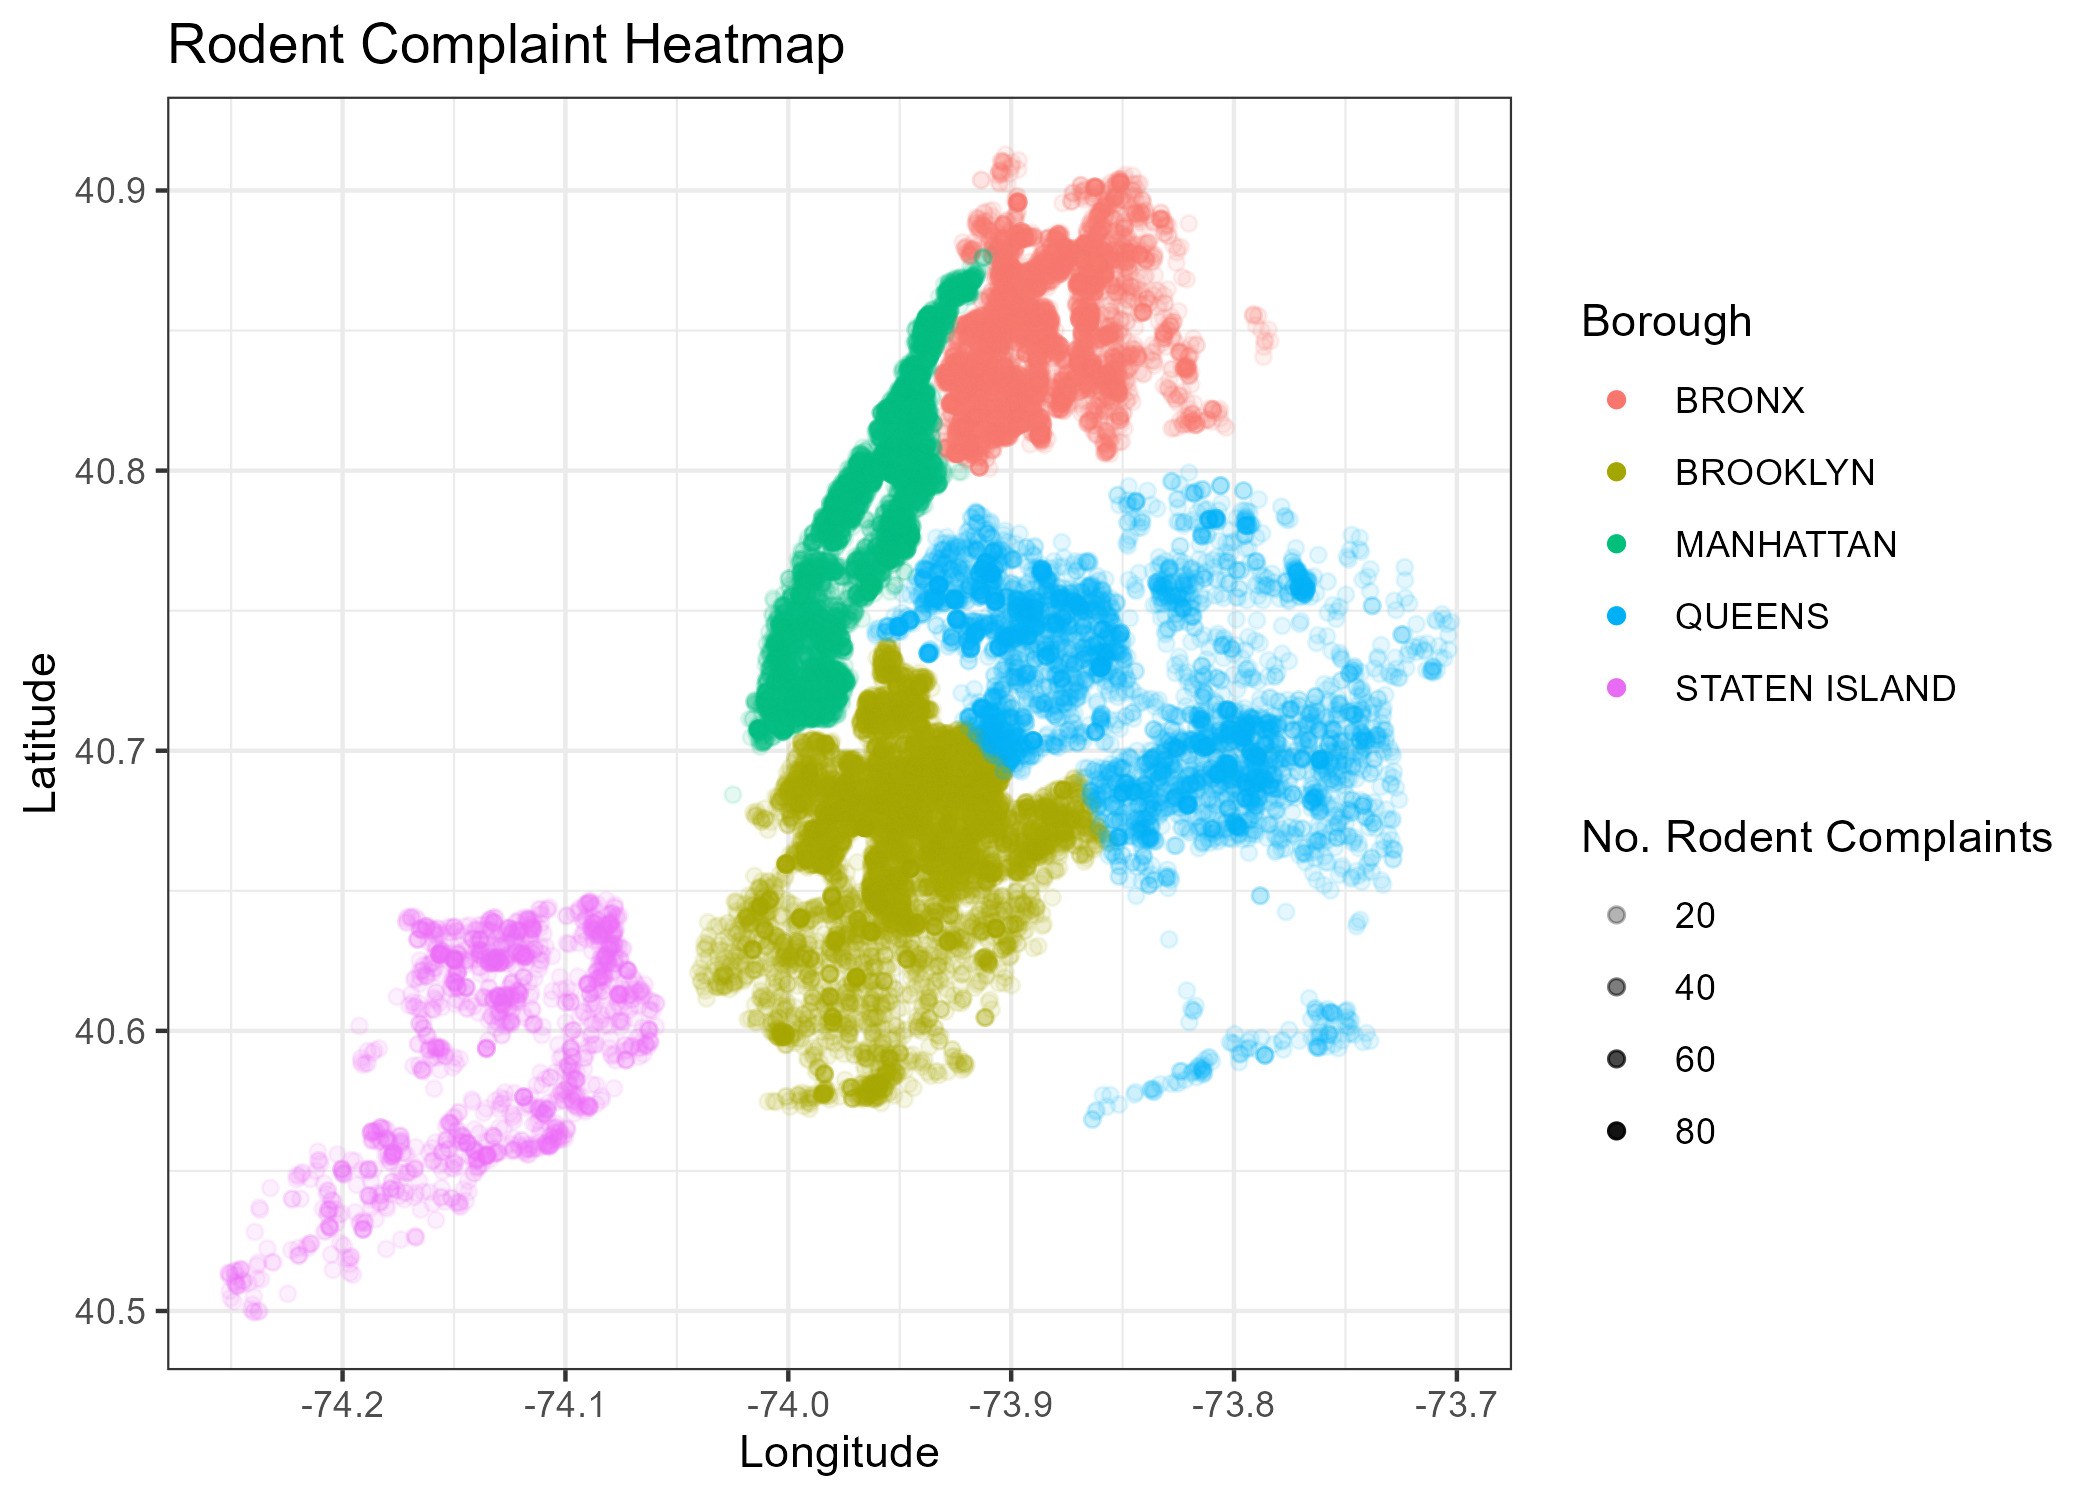 Rodent Complaint Heatmap
40.9
40.8
40.7
40.6
40.5
Latitude
-74.2 -74.1 -74.0 -73.9 -73.8 -73.7
Longitude
Borough
BRONX
BROOKLYN
MANHATTAN
QUEENS
STATEN ISLAND
No. Rodent Complaints
20
40
60
80